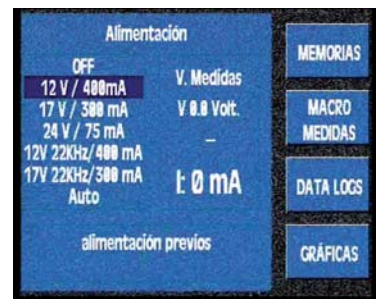 Alimentación
OFF
12 V / 400mA
17 V / 300 mA
24 V / 75 mA
12V 22KHz/400 mA
17V 22KHz/300 mA
Auto
V. Medidas
V 0.0 Volt.
_
I: 0 mA
alimentación previos
MEMORIAS
MACRO
MEDIDAS
DATA LOGS
GRÁFICAS